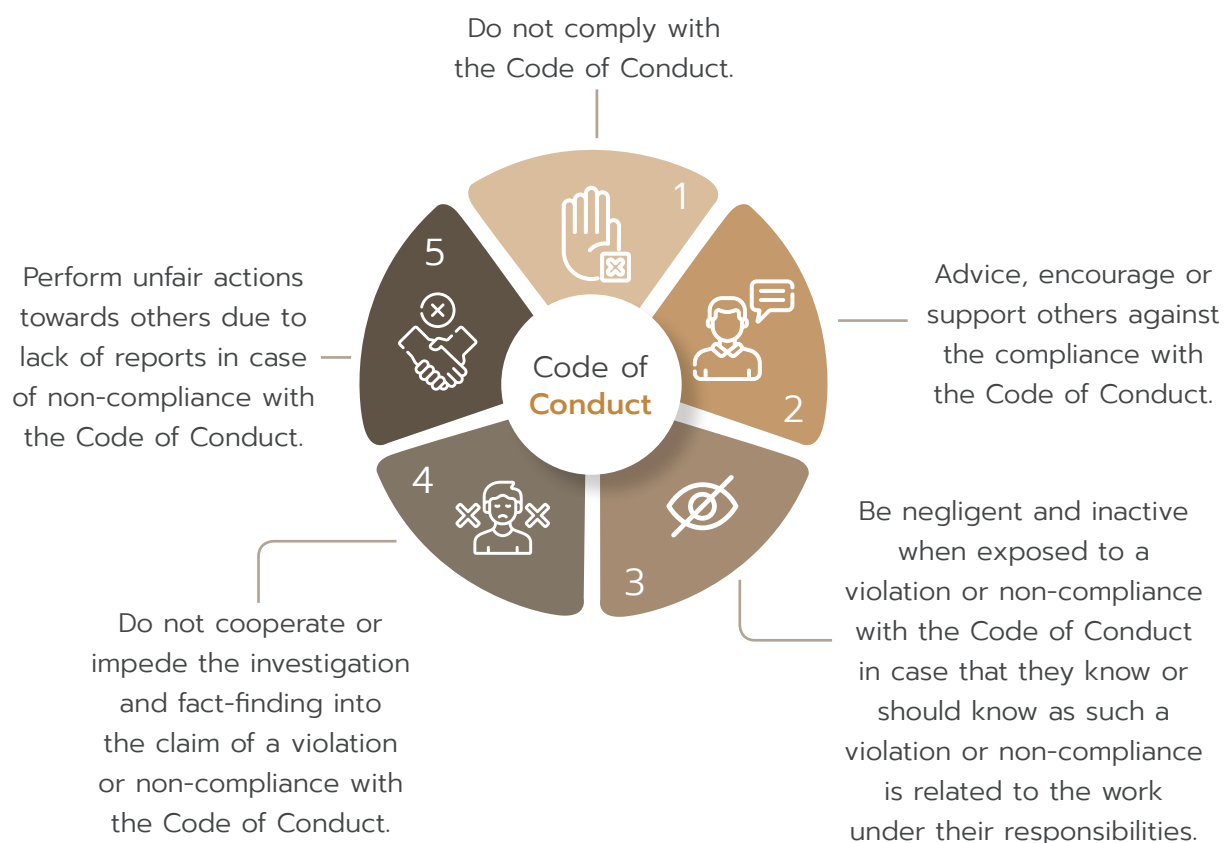 Do not comply with
the Code of Conduct.
1
Advice, encourage or
support others against
the compliance with
the Code of Conduct.
2
Be negligent and inactive
when exposed to a
violation or non-compliance
with the Code of Conduct
in case that they know or
should know as such a
violation or non-compliance
is related to the work
under their responsibilities.
3
Do not cooperate or
impede the investigation
and fact-finding into
the claim of a violation
or non-compliance with
the Code of Conduct.
4
Perform unfair actions
towards others due to
lack of reports in case
of non-compliance with
the Code of Conduct.
5
Code of
Conduct